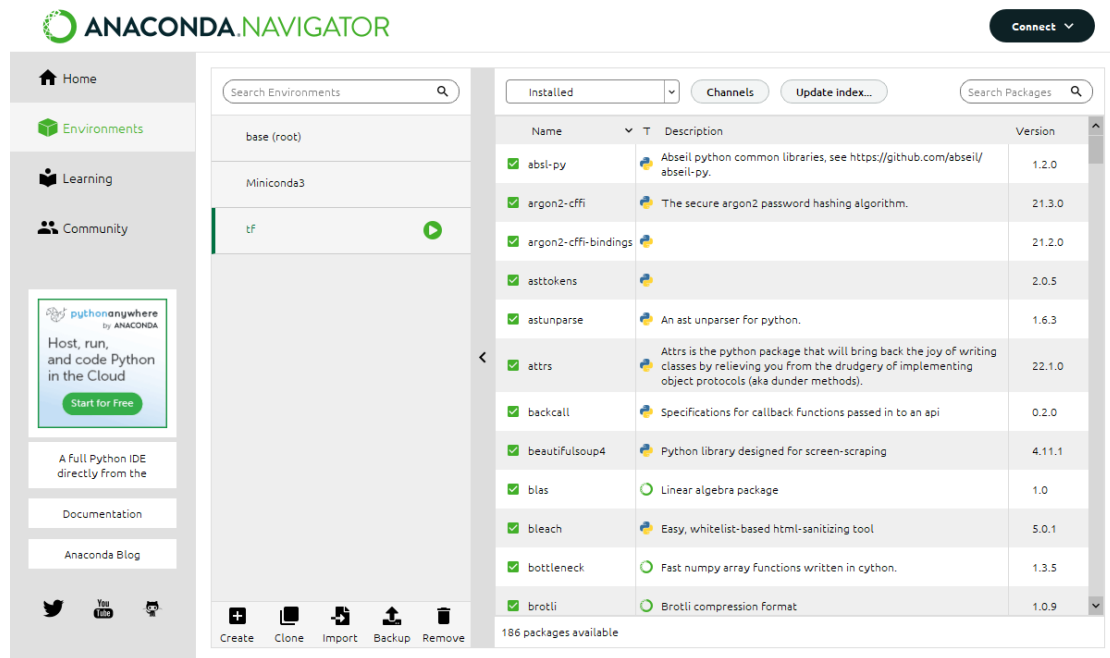 ANACONDA.NAVIGATOR
Connect
Home
Environments
Learning
Community
pythonanywhere
by ANACONDA
Host, run,
and code Python
in the Cloud
Start for Free
A full Python IDE
directly from the
Documentation
Anaconda Blog
You
Tube
Search Environments
base (root)
Miniconda3
tf
Create Clone Import Backup Remove
Installed Channels Update index... Search Packages
Name T Description Version
absl-py Abseil python common libraries, see https://github.com/abseil/
abseil-py. 1.2.0
argon2-cffi The secure argon2 password hashing algorithm. 21.3.0
argon2-cffi-bindings 21.2.0
asttokens 2.0.5
astunparse An ast unparser for python. 1.6.3
attrs Attrs is the python package that will bring back the joy of writing
classes by relieving you from the drudgery of implementing
object protocols (aka dunder methods). 22.1.0
backcall Specifications for callback functions passed in to an api 0.2.0
beautifulsoup4 Python library designed for screen-scraping 4.11.1
blas Linear algebra package 1.0
bleach Easy, whitelist-based html-sanitizing tool 5.0.1
bottleneck Fast numpy array functions written in cython. 1.3.5
brotli Brotli compression format 1.0.9
186 packages available